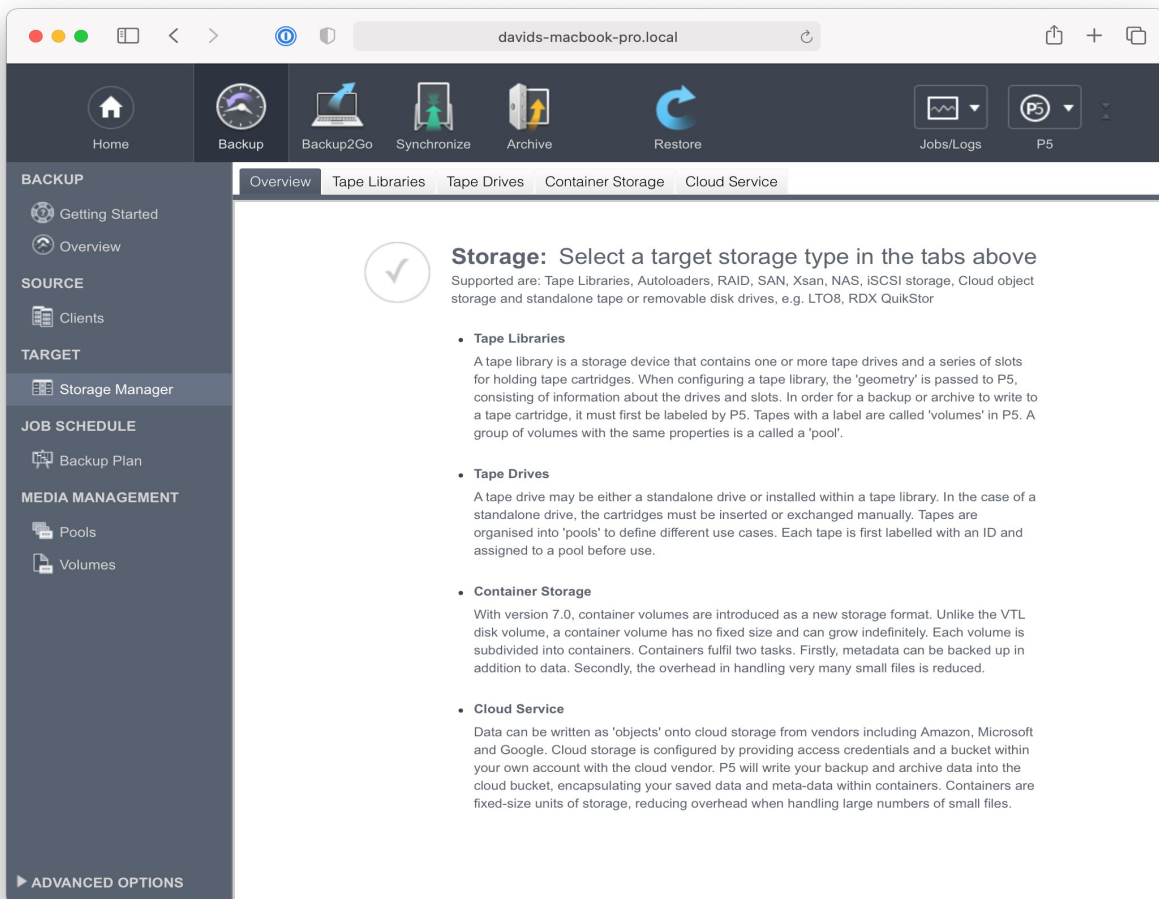 davids-macbook-pro.local
Home
Backup
Backup2Go
Synchronize
Archive
Restore
Jobs/Logs
P5
P5
BACKUP
Getting Started
Overview
SOURCE
Clients
TARGET
Storage Manager
JOB SCHEDULE
Backup Plan
MEDIA MANAGEMENT
Pools
Volumes
ADVANCED OPTIONS
Overview
Tape Libraries
Tape Drives
Container Storage
Cloud Service
Storage: Select a target storage type in the tabs above
Supported are: Tape Libraries, Autoloaders, RAID, SAN, Xsan, NAS, iSCSI storage, Cloud object
storage and standalone tape or removable disk drives, e.g. LTO8, RDX QuikStor
• Tape Libraries
A tape library is a storage device that contains one or more tape drives and a series of slots
for holding tape cartridges. When configuring a tape library, the 'geometry' is passed to P5,
consisting of information about the drives and slots. In order for a backup or archive to write to
a tape cartridge, it must first be labeled by P5. Tapes with a label are called 'volumes' in P5. A
group of volumes with the same properties is a called a 'pool'.
• Tape Drives
A tape drive may be either a standalone drive or installed within a tape library. In the case of a
standalone drive, the cartridges must be inserted or exchanged manually. Tapes are
organised into 'pools' to define different use cases. Each tape is first labelled with an ID and
assigned to a pool before use.
• Container Storage
With version 7.0, container volumes are introduced as a new storage format. Unlike the VTL
disk volume, a container volume has no fixed size and can grow indefinitely. Each volume is
subdivided into containers. Containers fulfil two tasks. Firstly, metadata can be backed up in
addition to data. Secondly, the overhead in handling very many small files is reduced.
• Cloud Service
Data can be written as 'objects' onto cloud storage from vendors including Amazon, Microsoft
and Google. Cloud storage is configured by providing access credentials and a bucket within
your own account with the cloud vendor. P5 will write your backup and archive data into the
cloud bucket, encapsulating your saved data and meta-data within containers. Containers are
fixed-size units of storage, reducing overhead when handling large numbers of small files.